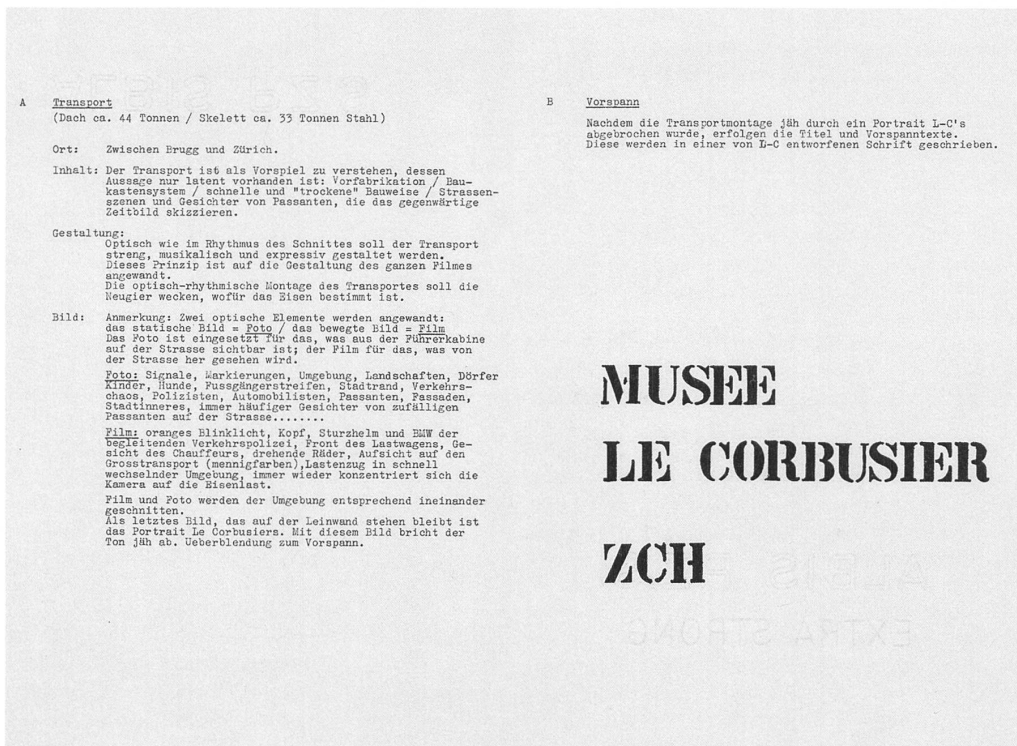 A Transport
(Dach ca. 44 Tonnen / Skelett ca. 33 Tonnen Stahl)
Ort: Zwischen Brugg und Zürich.
Inhalt: Der Transport ist als Vorspiel zu verstehen, dessen
Aussage nur latent vorhanden ist: Vorfabrikation / Bau-
kastensystem / schnelle und "trockene" Bauweise / Strassen-
szenen und Gesichter von Passanten, die das gegenwärtige
Zeitbild skizzieren.
Gestaltung:
Optisch wie im Rhythmus des Schnittes soll der Transport
streng, musikalisch und expressiv gestaltet werden.
Dieses Prinzip ist auf die Gestaltung des ganzen Filmes
angewandt.
Die optisch-rhythmische Montage des Transportes soll die
Neugier wecken, wofür das Eisen bestimmt ist.
Bild: Anmerkung: Zwei optische Elemente werden angewandt:
das statische Bild = Foto / das bewegte Bild = Film
Das Foto ist eingesetzt für das, was aus der Führerkabine
auf der Strasse sichtbar ist; der Film für das, was von
der Strasse her gesehen wird.
Foto: Signale, Markierungen, Umgebung, Landschaften, Dörfer
Kinder, Hunde, Fussgängerstreifen, Stadtrand, Verkehrs-
chaos, Polizisten, Automobilisten, Passanten, Fassaden,
Stadtinneres, immer häufiger Gesichter von zufälligen
Passanten auf der Strasse........
Film: oranges Blinklicht, Kopf, Sturzhelm und BMW der
begleitenden Verkehrspolizei, Front des Lastwagens, Ge-
sicht des Chauffeurs, drehende Räder, Aufsicht auf den
Grosstransport (mennigfarben),Lastenzug in schnell
wechselnder Umgebung, immer wieder konzentriert sich die
Kamera auf die Eisenlast.
Film und Foto werden der Umgebung entsprechend ineinander
geschnitten.
Als letztes Bild, das auf der Leinwand stehen bleibt ist
das Portrait Le Corbusiers. Mit diesem Bild bricht der
Ton jäh ab. Ueberblendung zum Vorspann.
B Vorspann
Nachdem die Transportmontage jäh durch ein Portrait L-C's
abgebrochen wurde, erfolgen die Titel und Vorspanntexte.
Diese werden in einer von L-C entworfenen Schrift geschrieben.
MUSEE
LE CORBUSIER
ZCH
EXTRA STRONG